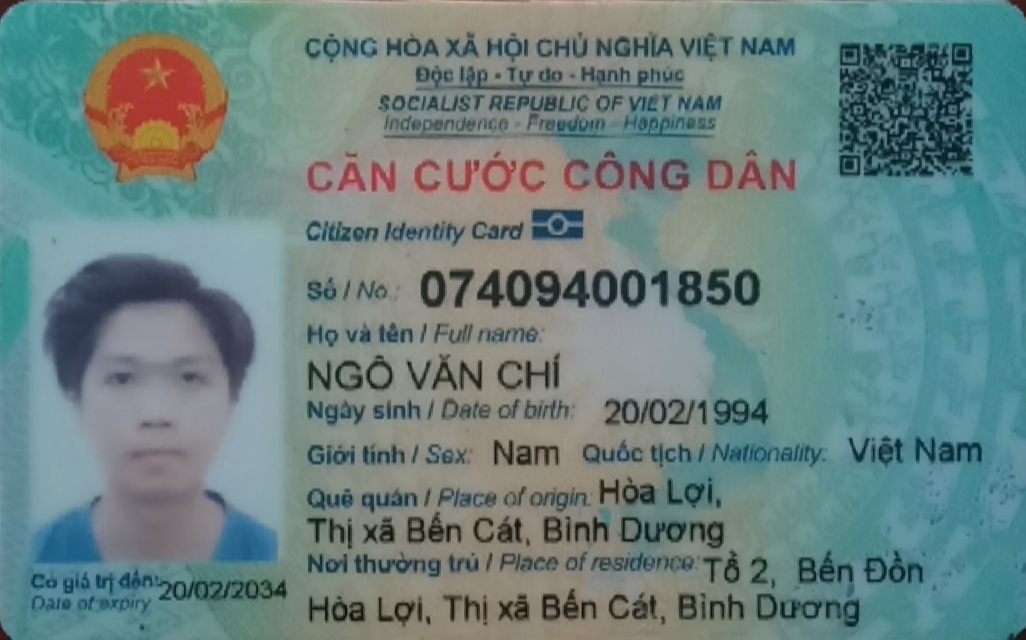 CỘNG HÒA XÃ HỘI CHỦ NGHĨA VIỆT NAM
Độc lập - Tự do - Hạnh phúc
SOCIALIST REPUBLIC OF VIET NAM
Independence - Freedom - Happiness
CĂN CƯỚC CÔNG DÂN
Citizen Identity Card
Số / No.: 074094001850
Họ và tên / Full name:
NGÔ VĂN CHÍ
Ngày sinh / Date of birth: 20/02/1994
Giới tính / Sex: Nam Quốc tịch / Nationality: Việt Nam
Quê quán / Place of origin: Hòa Lợi,
Thị xã Bến Cát, Bình Dương
Nơi thường trú / Place of residence: Tổ 2, Bến Đồn
Hòa Lợi, Thị xã Bến Cát, Bình Dương
Có giá trị đến: 20/02/2034
Date of expiry